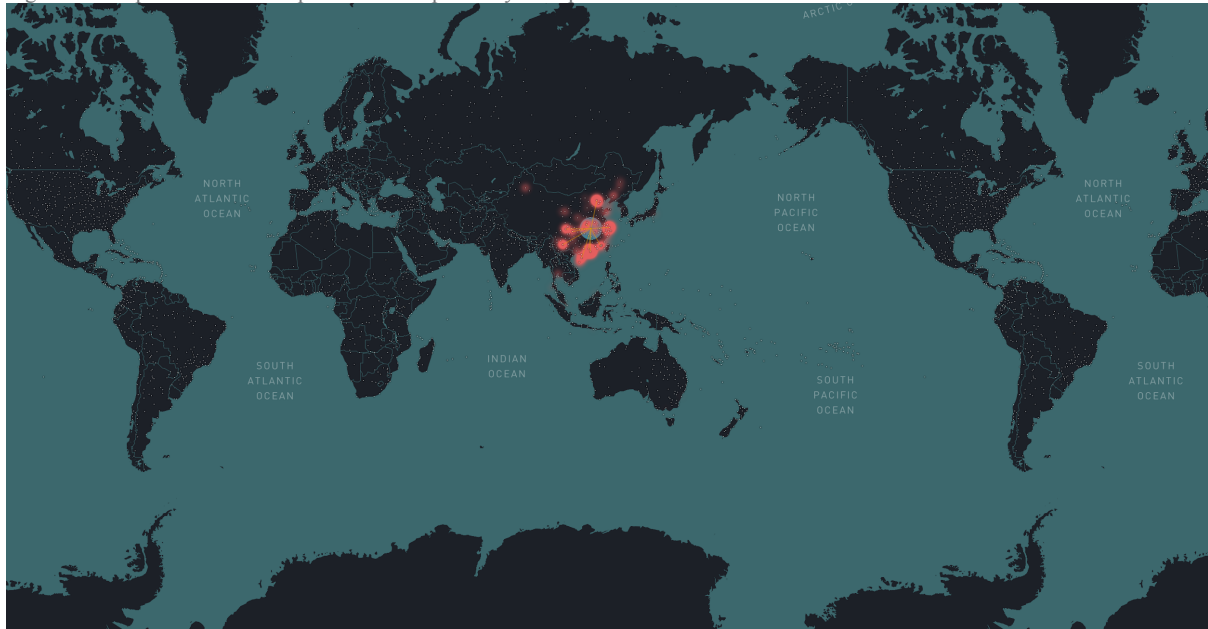 ARCTIC
NORTH
ATLANTIC
OCEAN
NORTH
PACIFIC
OCEAN
NORTH
ATLANTIC
OCEAN
SOUTH
ATLANTIC
OCEAN
INDIAN
OCEAN
SOUTH
PACIFIC
OCEAN
SOUTH
ATLANTIC
OCEAN